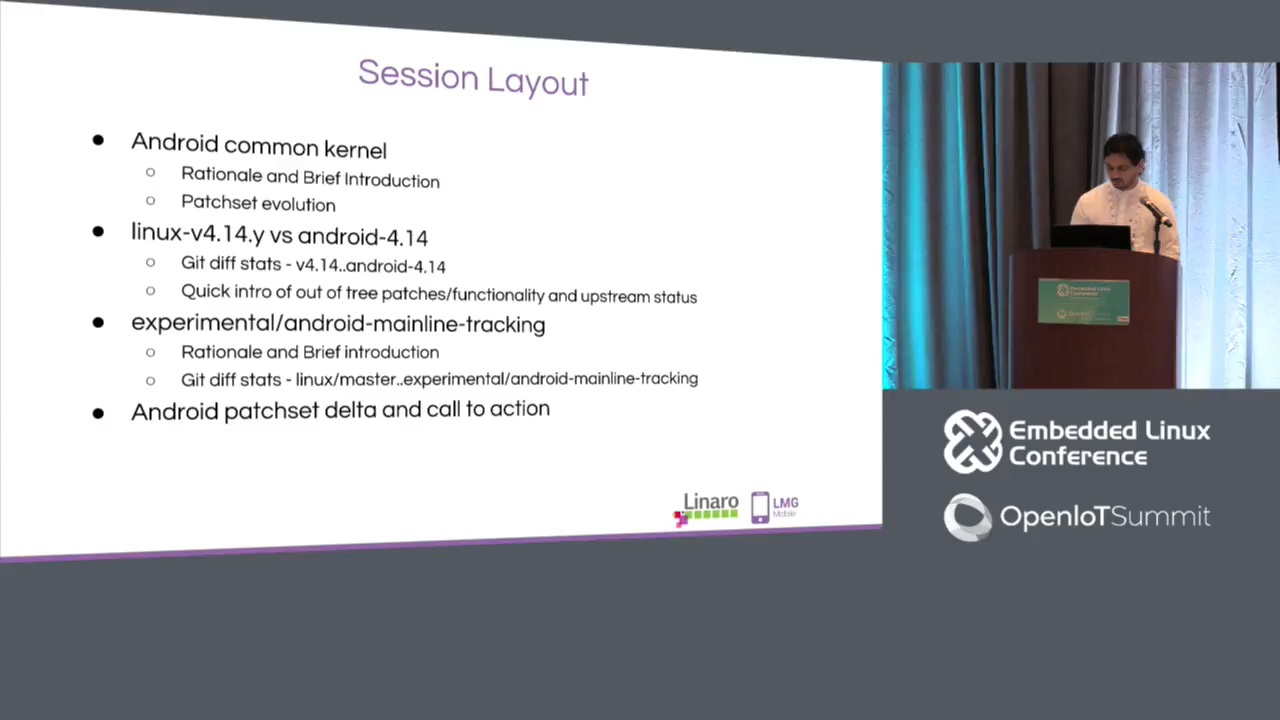 Session Layout
● Android common kernel
○ Rationale and Brief Introduction
○ Patchset evolution
● linux-v4.14.y vs android-4.14
○ Git diff stats - v4.14..android-4.14
○ Quick intro of out of tree patches/functionality and upstream status
● experimental/android-mainline-tracking
○ Rationale and Brief introduction
○ Git diff stats - linux/master..experimental/android-mainline-tracking
● Android patchset delta and call to action
Linaro
LMG
Mobile
Embedded Linux
Conference
Embedded Linux
Conference
OpenIoTSummit